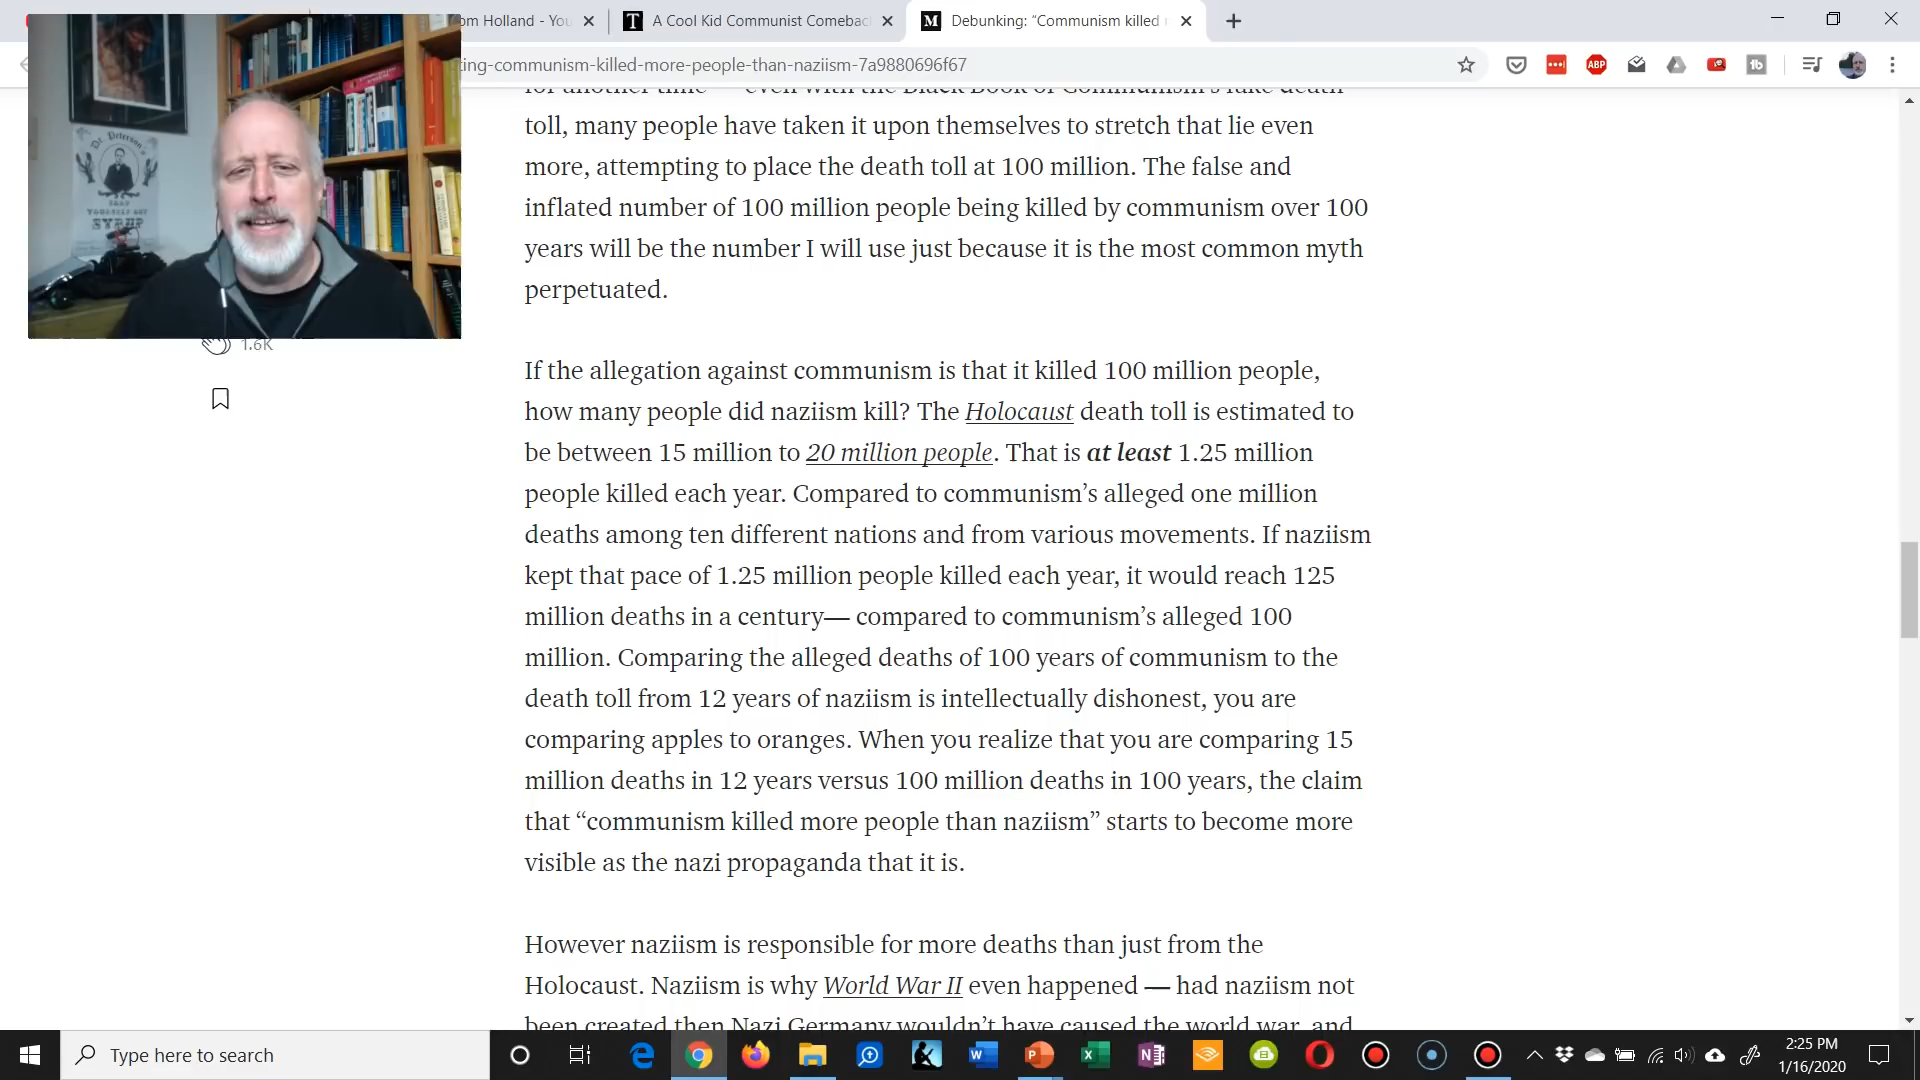 om Holland - You
A Cool Kid Communist Comebac
Debunking: “Communism killed
ing-communism-killed-more-people-than-naziism-7a9880696f67
for another time — even with the Black Book of Communism’s fake death
toll, many people have taken it upon themselves to stretch that lie even
more, attempting to place the death toll at 100 million. The false and
inflated number of 100 million people being killed by communism over 100
years will be the number I will use just because it is the most common myth
perpetuated.
Dr. Peterson's
SYRUP
1.6K
If the allegation against communism is that it killed 100 million people,
how many people did naziism kill? The Holocaust death toll is estimated to
be between 15 million to 20 million people. That is at least 1.25 million
people killed each year. Compared to communism’s alleged one million
deaths among ten different nations and from various movements. If naziism
kept that pace of 1.25 million people killed each year, it would reach 125
million deaths in a century— compared to communism’s alleged 100
million. Comparing the alleged deaths of 100 years of communism to the
death toll from 12 years of naziism is intellectually dishonest, you are
comparing apples to oranges. When you realize that you are comparing 15
million deaths in 12 years versus 100 million deaths in 100 years, the claim
that “communism killed more people than naziism” starts to become more
visible as the nazi propaganda that it is.
However naziism is responsible for more deaths than just from the
Holocaust. Naziism is why World War II even happened — had naziism not
been created then Nazi Germany wouldn’t have caused the world war, and
Type here to search
2:25 PM
1/16/2020